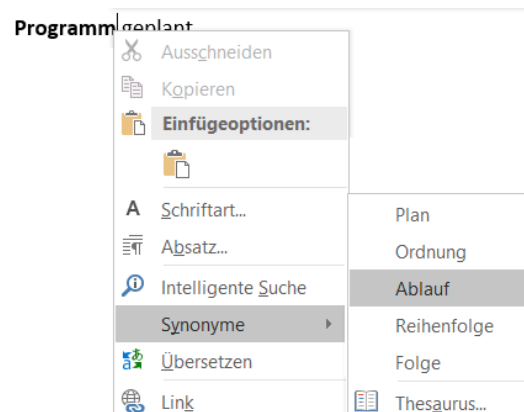 Programm geplant
Ausschneiden
Kopieren
Einfügeoptionen:
A Schriftart...
Absatz...
Intelligente Suche
Synonyme
Übersetzen
Link
Plan
Ordnung
Ablauf
Reihenfolge
Folge
Thesaurus...